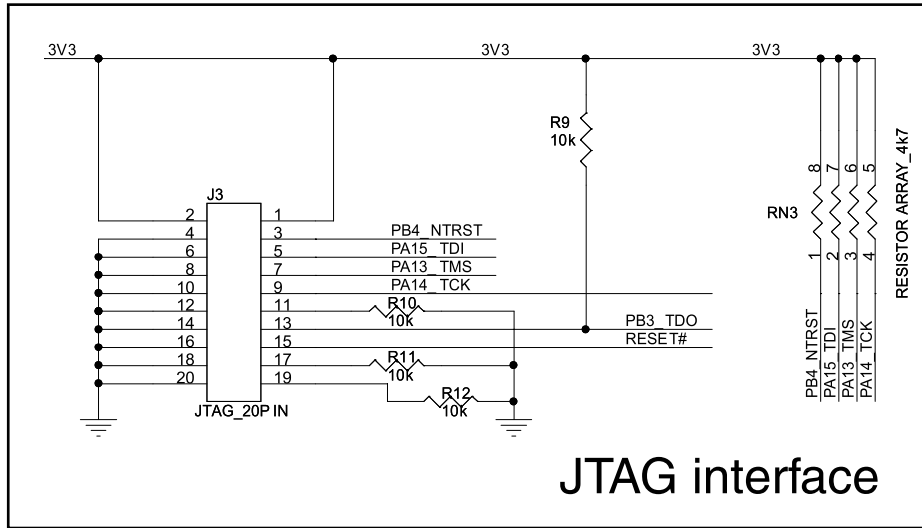 3V3 3V3 3V3
R9
10k
J3
2 1
4 3 PB4_NTRST
6 5 PA15_TDI
8 7 PA13_TMS
10 9 PA14_TCK
12 11 R10
10k
14 13 PB3_TDO
16 15 RESET#
18 17 R11
10k
20 19 R12
10k
JTAG_20PIN
8 7 6 5
RN3
1 2 3 4
RESISTOR ARRAY_4k7
PB4_NTRST
PA15_TDI
PA13_TMS
PA14_TCK
JTAG interface